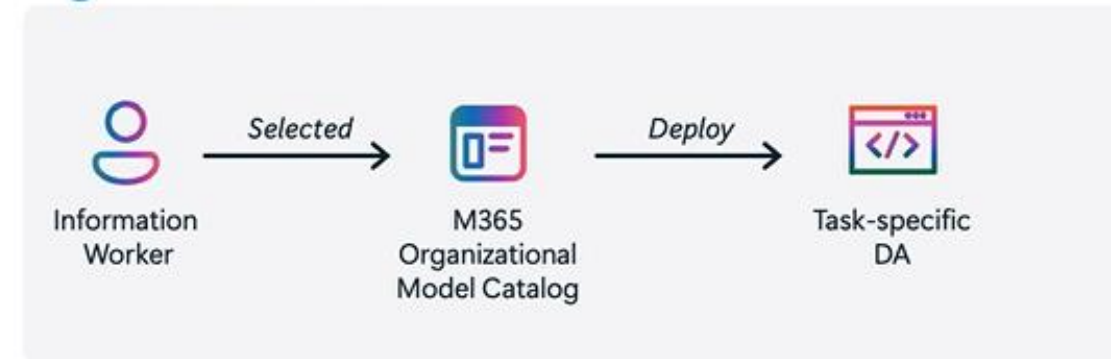 Selected
Deploy
Information
Worker
M365
Organizational
Model Catalog
Task-specific
DA